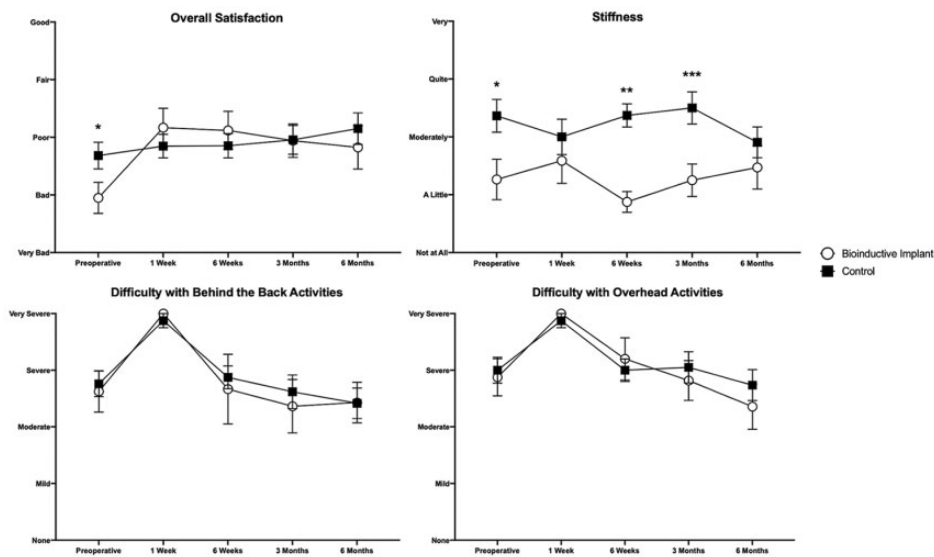 Overall Satisfaction
Good
Fair
Poor
Bad
Very Bad
*
Preoperative 1 Week 6 Weeks 3 Months 6 Months
Stiffness
Very
Quite
Moderately
A Little
Not at All
* ** ***
Preoperative 1 Week 6 Weeks 3 Months 6 Months
Bioinductive Implant
Control
Difficulty with Behind the Back Activities
Very Severe
Severe
Moderate
Mild
None
Preoperative 1 Week 6 Weeks 3 Months 6 Months
Difficulty with Overhead Activities
Very Severe
Severe
Moderate
Mild
None
Preoperative 1 Week 6 Weeks 3 Months 6 Months